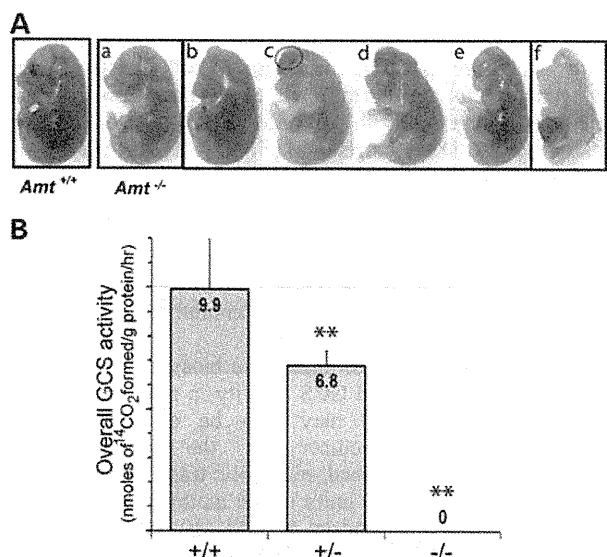 A
a b c d e f
Amt +/+ Amt -/-
B
Overall GCS activity
(nmoles of ¹⁴CO₂ formed/g protein/hr)
9.9
**
6.8
**
0
+/+ +/- -/-